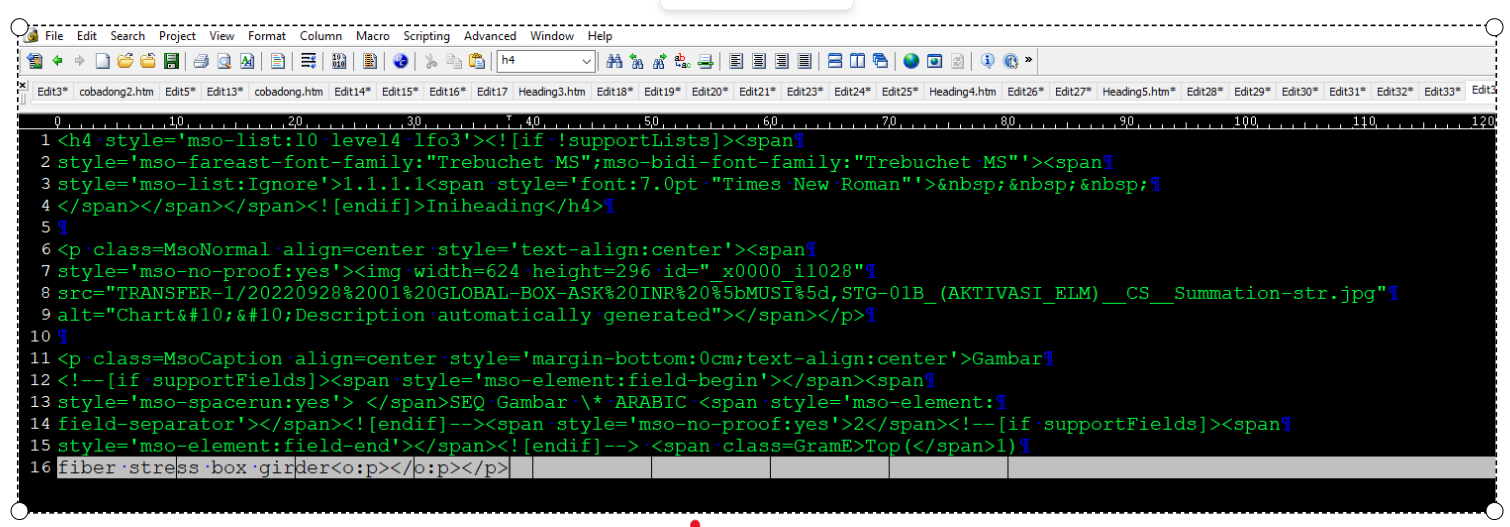 File Edit Search Project View Format Column Macro Scripting Advanced Window Help
h4
Edit3* cobadong2.htm Edit5* Edit13* cobadong.htm Edit14* Edit15* Edit16* Edit17 Heading3.htm Edit18* Edit19* Edit20* Edit21* Edit23* Edit24* Edit25* Heading4.htm Edit26* Edit27* Heading5.htm* Edit28* Edit29* Edit30* Edit31* Edit32* Edit33* Edit3
0 10 20 30 40 50 60 70 80 90 100 110 120
1 <h4 style='mso-list:l0 level4 lfo3'><![if !supportLists]><span¶
2 style='mso-fareast-font-family:"Trebuchet MS";mso-bidi-font-family:"Trebuchet MS"'><span¶
3 style='mso-list:Ignore'>1.1.1.1<span style='font:7.0pt "Times New Roman"'>&nbsp;&nbsp;&nbsp;¶
4 </span></span></span><![endif]>Iniheading</h4>¶
5 ¶
6 <p class=MsoNormal align=center style='text-align:center'><span¶
7 style='mso-no-proof:yes'><img width=624 height=296 id="_x0000_i1028"¶
8 src="TRANSFER-1/20220928%2001%20GLOBAL-BOX-ASK%20INR%20%5bMUSI%5d,STG-01B_(AKTIVASI_ELM)__CS__Summation-str.jpg"¶
9 alt="Chart&#10;&#10;Description automatically generated"></span></p>¶
10 ¶
11 <p class=MsoCaption align=center style='margin-bottom:0cm;text-align:center'>Gambar¶
12 <!--[if supportFields]><span style='mso-element:field-begin'></span><span¶
13 style='mso-spacerun:yes'> </span>SEQ Gambar \* ARABIC <span style='mso-element:¶
14 field-separator'></span><![endif]--><span style='mso-no-proof:yes'>2</span><!--[if supportFields]><span¶
15 style='mso-element:field-end'></span><![endif]--> <span class=GramE>Top(</span>1)¶
16 fiber stress box girder<o:p></o:p></p>